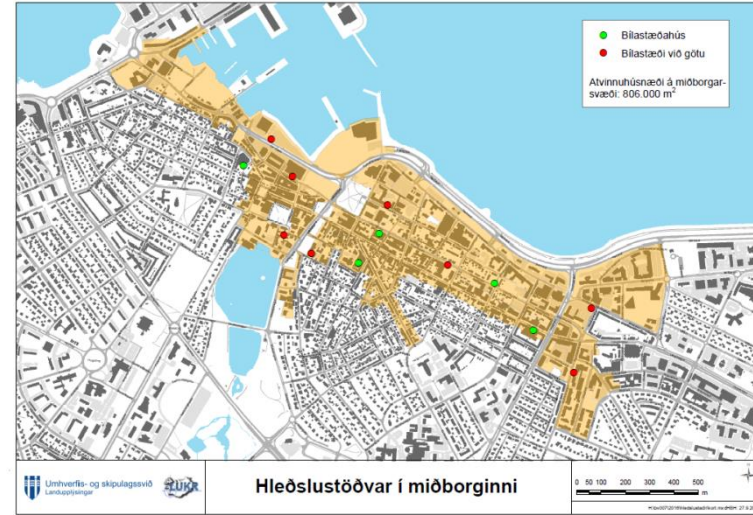 Bílastæðahús
Bílastæði við götu
Atvinnuhúsnæði á miðborgar-
svæði: 806.000 m²
Umhverfis- og skipulagssvið
Landupplýsingar
LUKR
Hleðslustöðvar í miðborginni
0 50 100 200 300 400 500
m